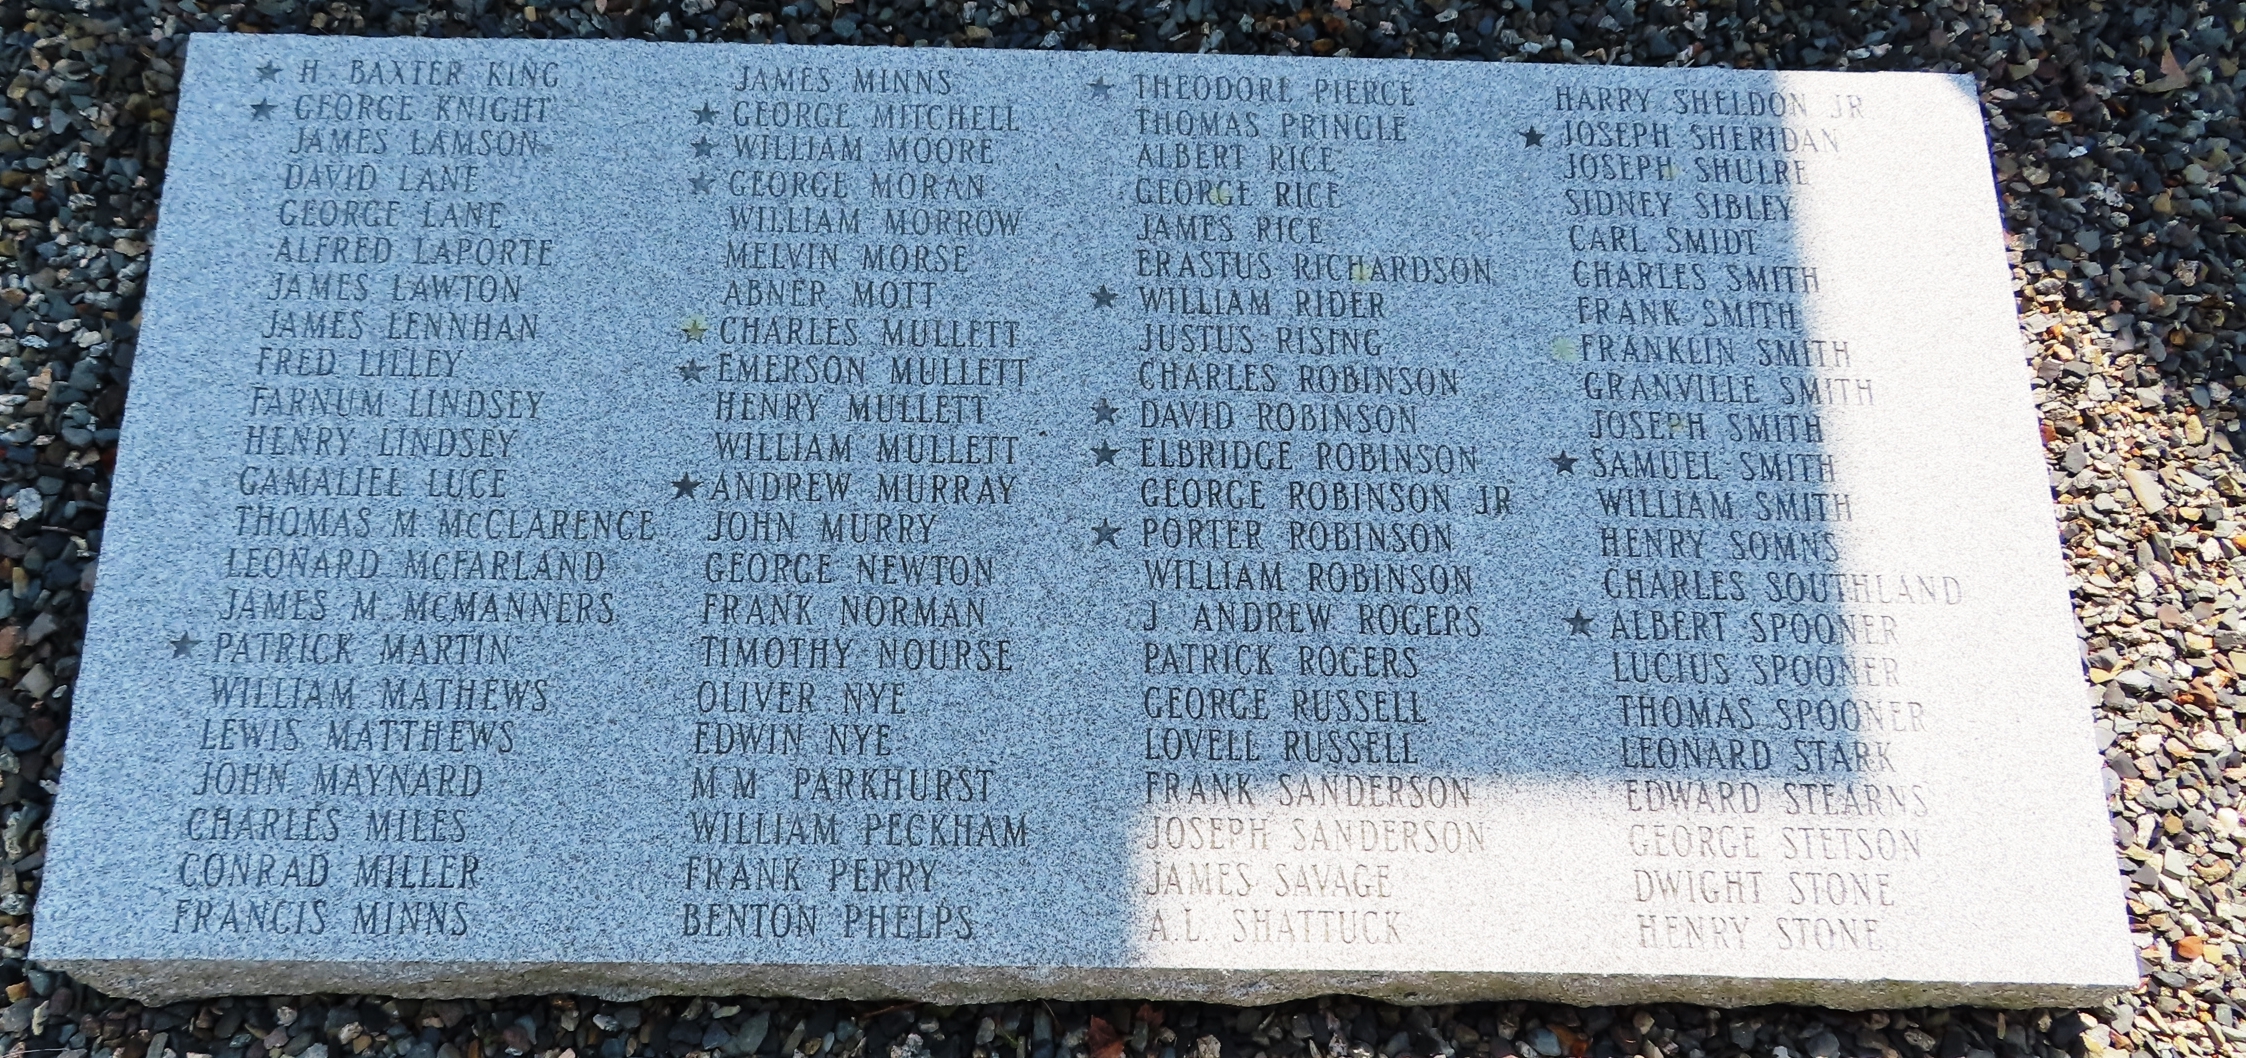 ★ H. BAXTER KING
★ GEORGE KNIGHT
JAMES LAMSON
DAVID LANE
GEORGE LANE
ALFRED LAPORTE
JAMES LAWTON
JAMES LENNHAN
FRED LILLEY
FARNUM LINDSEY
HENRY LINDSEY
GAMALIEL LUCE
THOMAS M. MCCLARENCE
LEONARD MCFARLAND
JAMES M. MCMANNERS
★ PATRICK MARTIN
WILLIAM MATHEWS
LEWIS MATTHEWS
JOHN MAYNARD
CHARLES MILES
CONRAD MILLER
FRANCIS MINNS
JAMES MINNS
★ GEORGE MITCHELL
★ WILLIAM MOORE
★ GEORGE MORAN
WILLIAM MORROW
MELVIN MORSE
ABNER MOTT
★ CHARLES MULLETT
★ EMERSON MULLETT
HENRY MULLETT
WILLIAM MULLETT
★ ANDREW MURRAY
JOHN MURRY
GEORGE NEWTON
FRANK NORMAN
TIMOTHY NOURSE
OLIVER NYE
EDWIN NYE
M M PARKHURST
WILLIAM PECKHAM
FRANK PERRY
BENTON PHELPS
★ THEODORE PIERCE
THOMAS PRINGLE
ALBERT RICE
GEORGE RICE
JAMES RICE
ERASTUS RICHARDSON
★ WILLIAM RIDER
JUSTUS RISING
CHARLES ROBINSON
★ DAVID ROBINSON
★ ELBRIDGE ROBINSON
GEORGE ROBINSON JR
★ PORTER ROBINSON
WILLIAM ROBINSON
J. ANDREW ROGERS
PATRICK ROGERS
GEORGE RUSSELL
LOVELL RUSSELL
FRANK SANDERSON
JOSEPH SANDERSON
JAMES SAVAGE
A.L. SHATTUCK
HARRY SHELDON JR
★ JOSEPH SHERIDAN
JOSEPH SHULRE
SIDNEY SIBLEY
CARL SMIDT
CHARLES SMITH
FRANK SMITH
★ FRANKLIN SMITH
GRANVILLE SMITH
JOSEPH SMITH
★ SAMUEL SMITH
WILLIAM SMITH
HENRY SOMNS
CHARLES SOUTHLAND
★ ALBERT SPOONER
LUCIUS SPOONER
THOMAS SPOONER
LEONARD STARK
EDWARD STEARNS
GEORGE STETSON
DWIGHT STONE
HENRY STONE